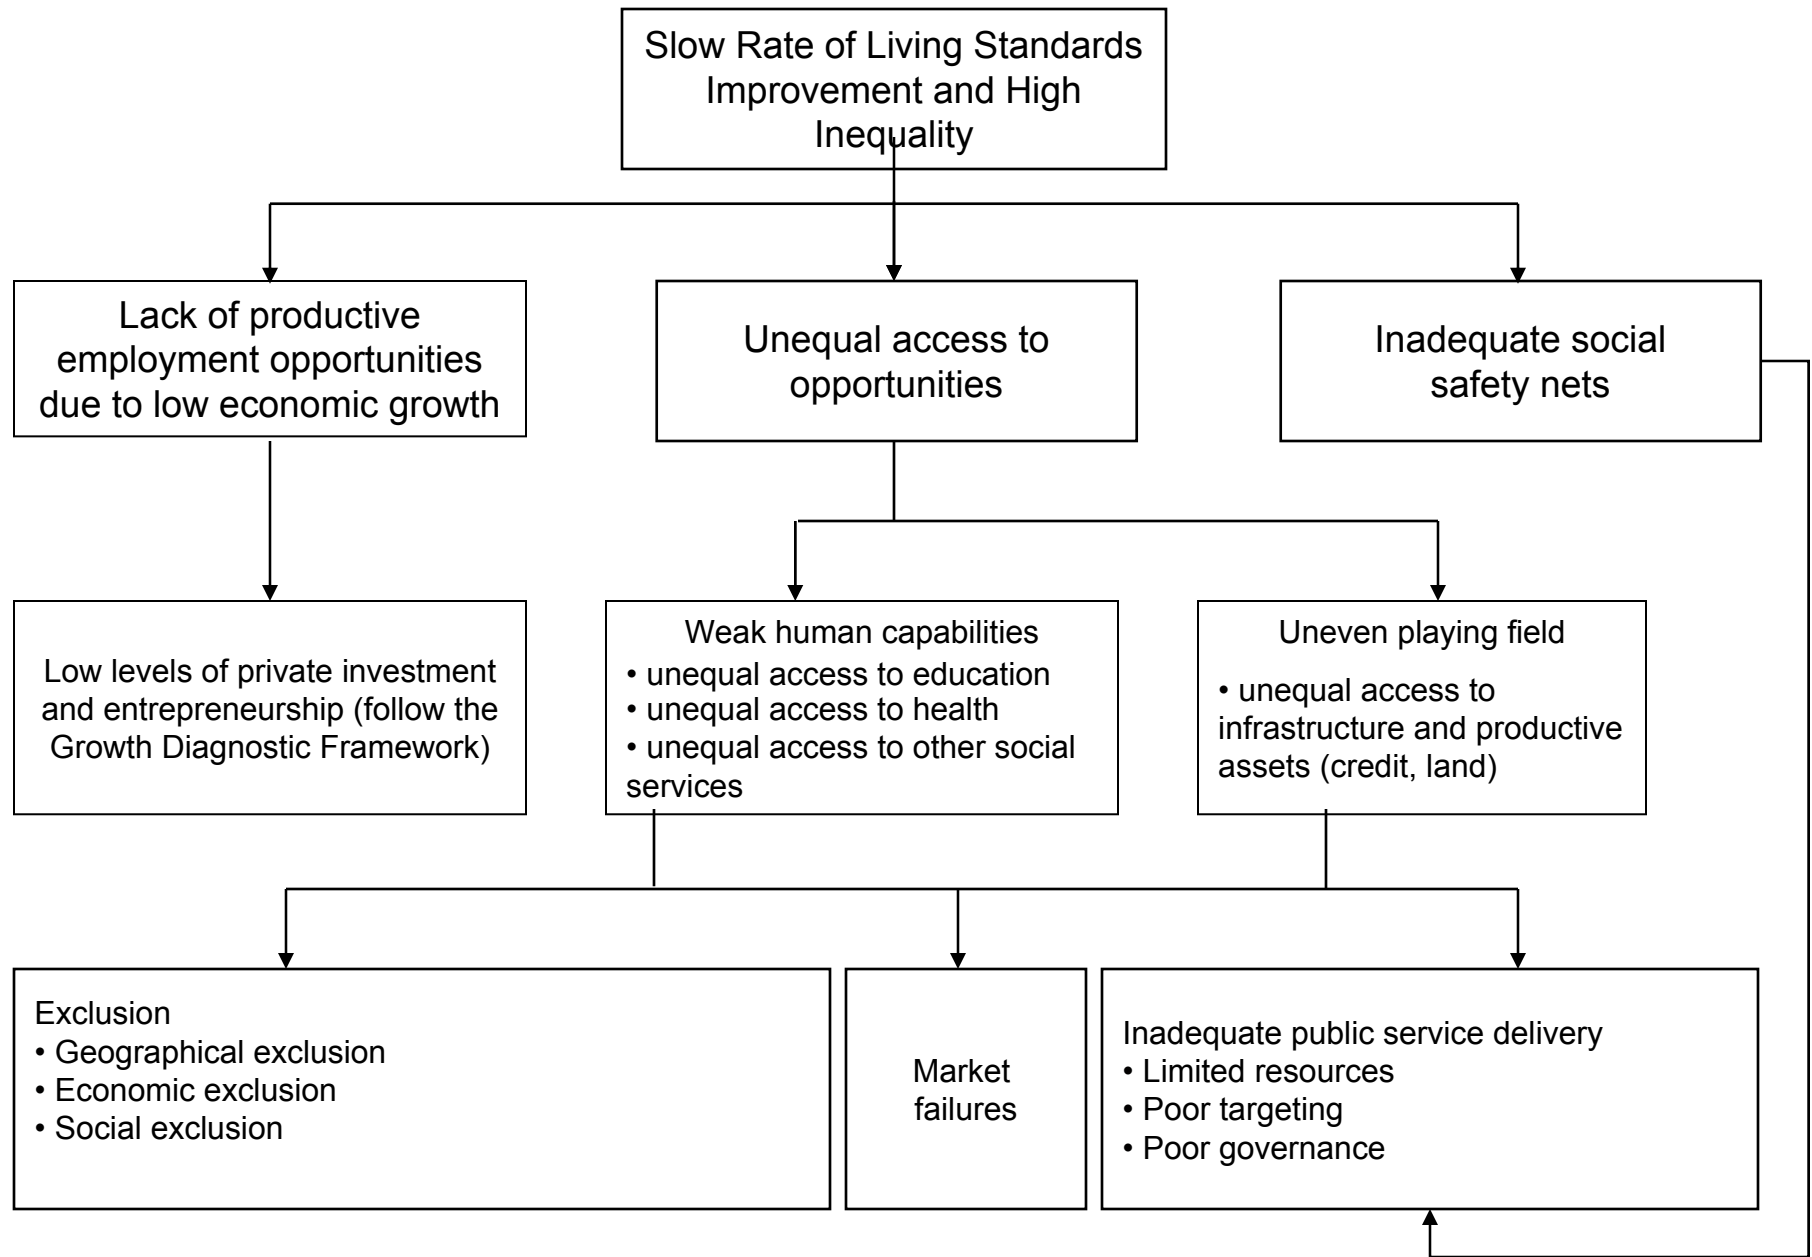 Slow Rate of Living Standards
Improvement and High
Inequality
Lack of productive
employment opportunities
due to low economic growth
Unequal access to
opportunities
Inadequate social
safety nets
Low levels of private investment
and entrepreneurship (follow the
Growth Diagnostic Framework)
Weak human capabilities
• unequal access to education
• unequal access to health
• unequal access to other social
services
Uneven playing field
• unequal access to
infrastructure and productive
assets (credit, land)
Exclusion
• Geographical exclusion
• Economic exclusion
• Social exclusion
Market
failures
Inadequate public service delivery
• Limited resources
• Poor targeting
• Poor governance